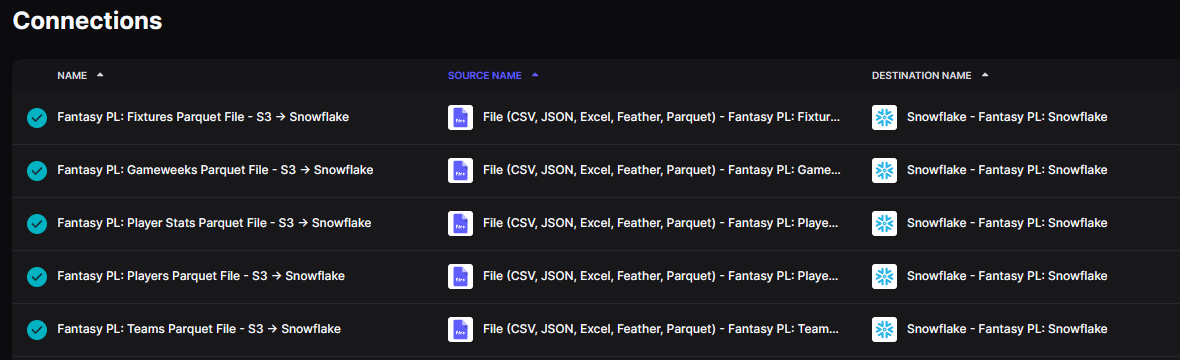 Connections
NAME SOURCE NAME DESTINATION NAME
Fantasy PL: Fixtures Parquet File - S3 → Snowflake File (CSV, JSON, Excel, Feather, Parquet) - Fantasy PL: Fixtur... Snowflake - Fantasy PL: Snowflake
Fantasy PL: Gameweeks Parquet File - S3 → Snowflake File (CSV, JSON, Excel, Feather, Parquet) - Fantasy PL: Game... Snowflake - Fantasy PL: Snowflake
Fantasy PL: Player Stats Parquet File - S3 → Snowflake File (CSV, JSON, Excel, Feather, Parquet) - Fantasy PL: Playe... Snowflake - Fantasy PL: Snowflake
Fantasy PL: Players Parquet File - S3 → Snowflake File (CSV, JSON, Excel, Feather, Parquet) - Fantasy PL: Playe... Snowflake - Fantasy PL: Snowflake
Fantasy PL: Teams Parquet File - S3 → Snowflake File (CSV, JSON, Excel, Feather, Parquet) - Fantasy PL: Team... Snowflake - Fantasy PL: Snowflake